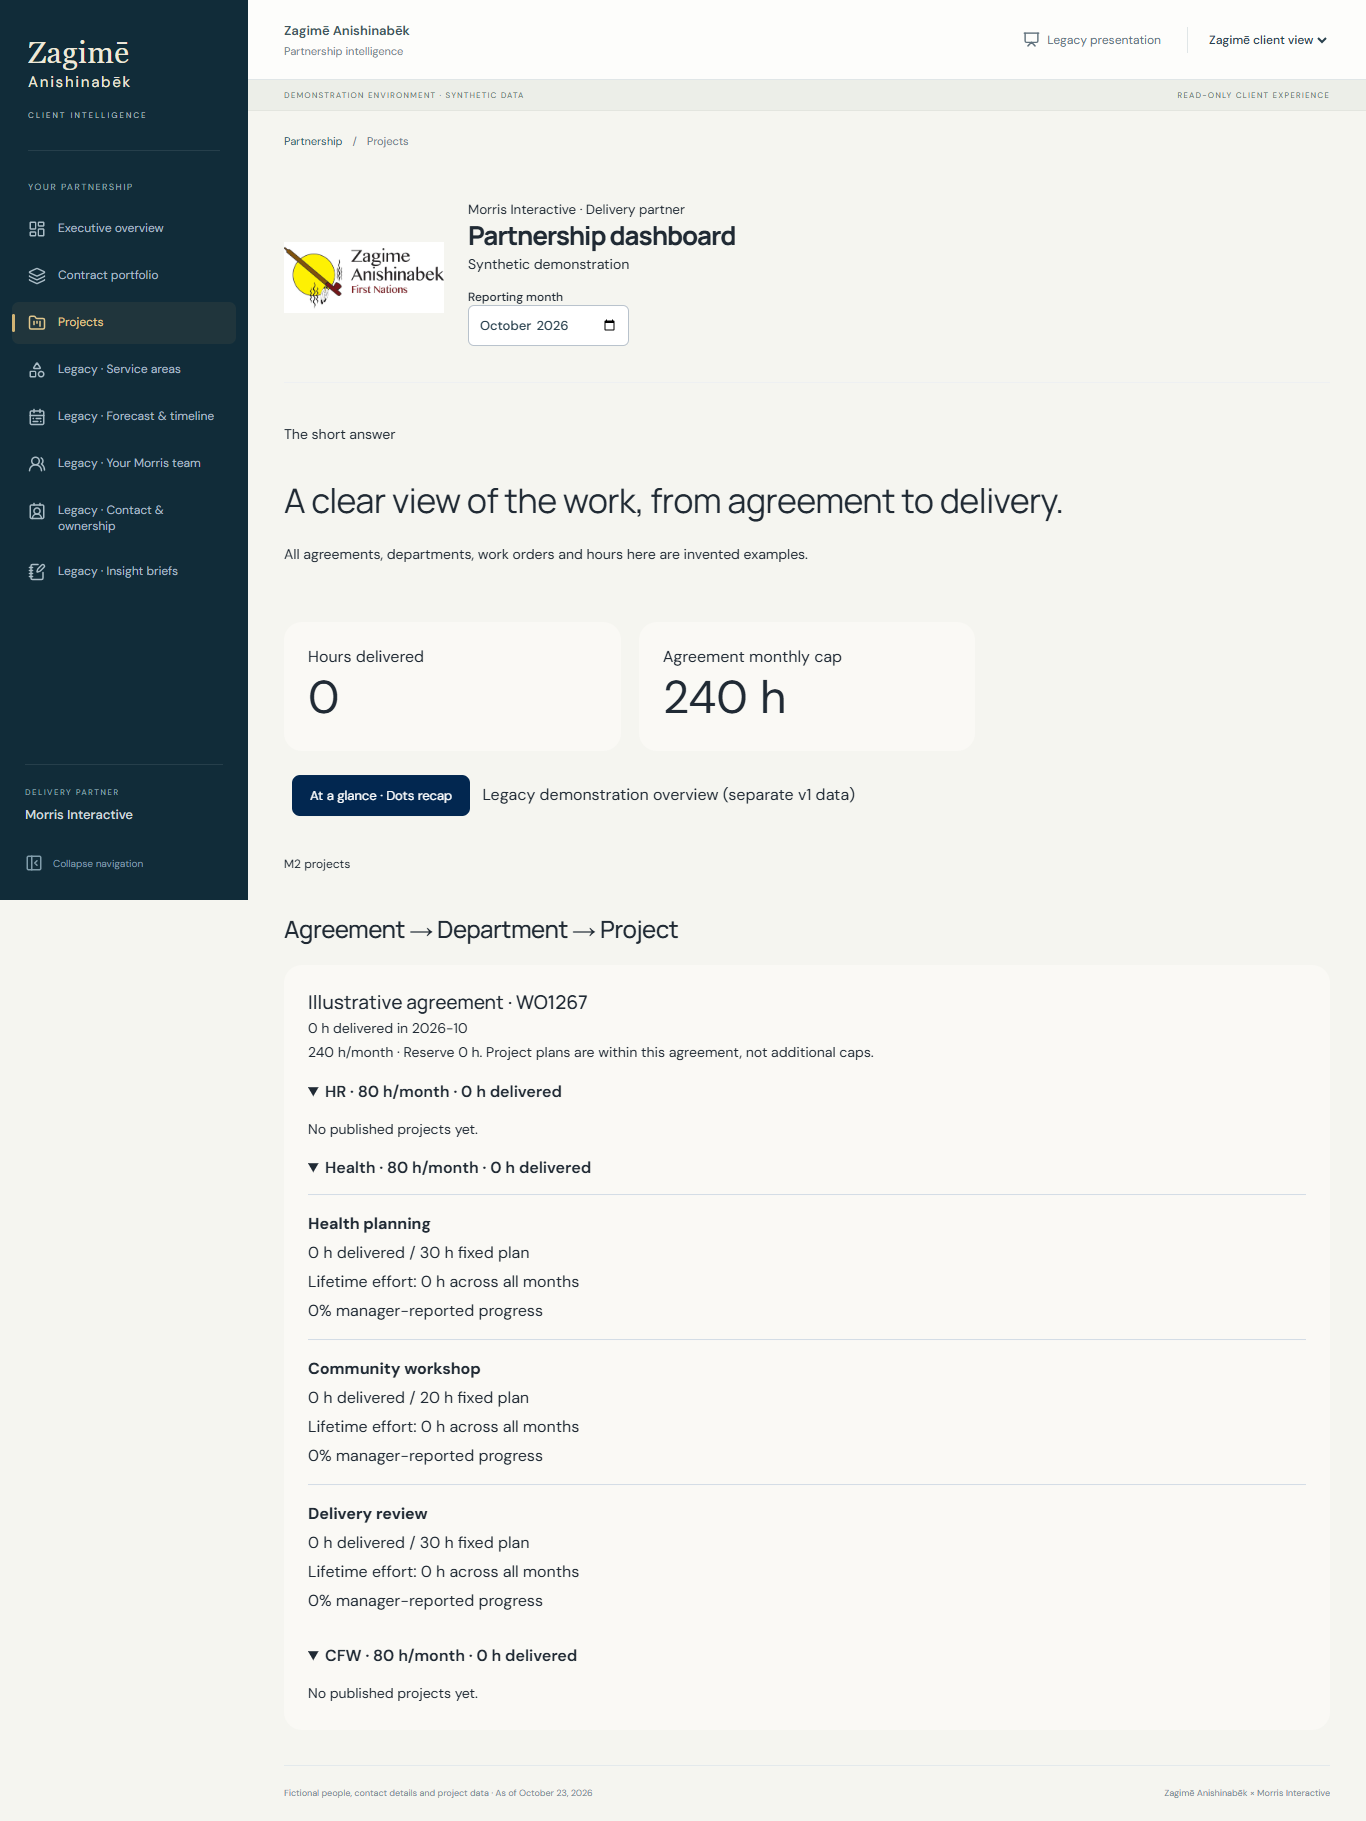 Zagimē
Anishinabēk
CLIENT INTELLIGENCE
YOUR PARTNERSHIP
Executive overview
Contract portfolio
Projects
Legacy · Service areas
Legacy · Forecast & timeline
Legacy · Your Morris team
Legacy · Contact &
ownership
Legacy · Insight briefs
DELIVERY PARTNER
Morris Interactive
Collapse navigation
Zagimē Anishinabēk
Partnership intelligence
Legacy presentation
Zagimē client view
DEMONSTRATION ENVIRONMENT · SYNTHETIC DATA
READ-ONLY CLIENT EXPERIENCE
Partnership / Projects
Zagime
Anishinabek
First Nations
Morris Interactive · Delivery partner
Partnership dashboard
Synthetic demonstration
Reporting month
October 2026
The short answer
A clear view of the work, from agreement to delivery.
All agreements, departments, work orders and hours here are invented examples.
Hours delivered
0
Agreement monthly cap
240 h
At a glance · Dots recap
Legacy demonstration overview (separate v1 data)
M2 projects
Agreement → Department → Project
Illustrative agreement · WO1267
0 h delivered in 2026-10
240 h/month · Reserve 0 h. Project plans are within this agreement, not additional caps.
▼ HR · 80 h/month · 0 h delivered
No published projects yet.
▼ Health · 80 h/month · 0 h delivered
Health planning
0 h delivered / 30 h fixed plan
Lifetime effort: 0 h across all months
0% manager-reported progress
Community workshop
0 h delivered / 20 h fixed plan
Lifetime effort: 0 h across all months
0% manager-reported progress
Delivery review
0 h delivered / 30 h fixed plan
Lifetime effort: 0 h across all months
0% manager-reported progress
▼ CFW · 80 h/month · 0 h delivered
No published projects yet.
Fictional people, contact details and project data · As of October 23, 2026
Zagimē Anishinabēk × Morris Interactive